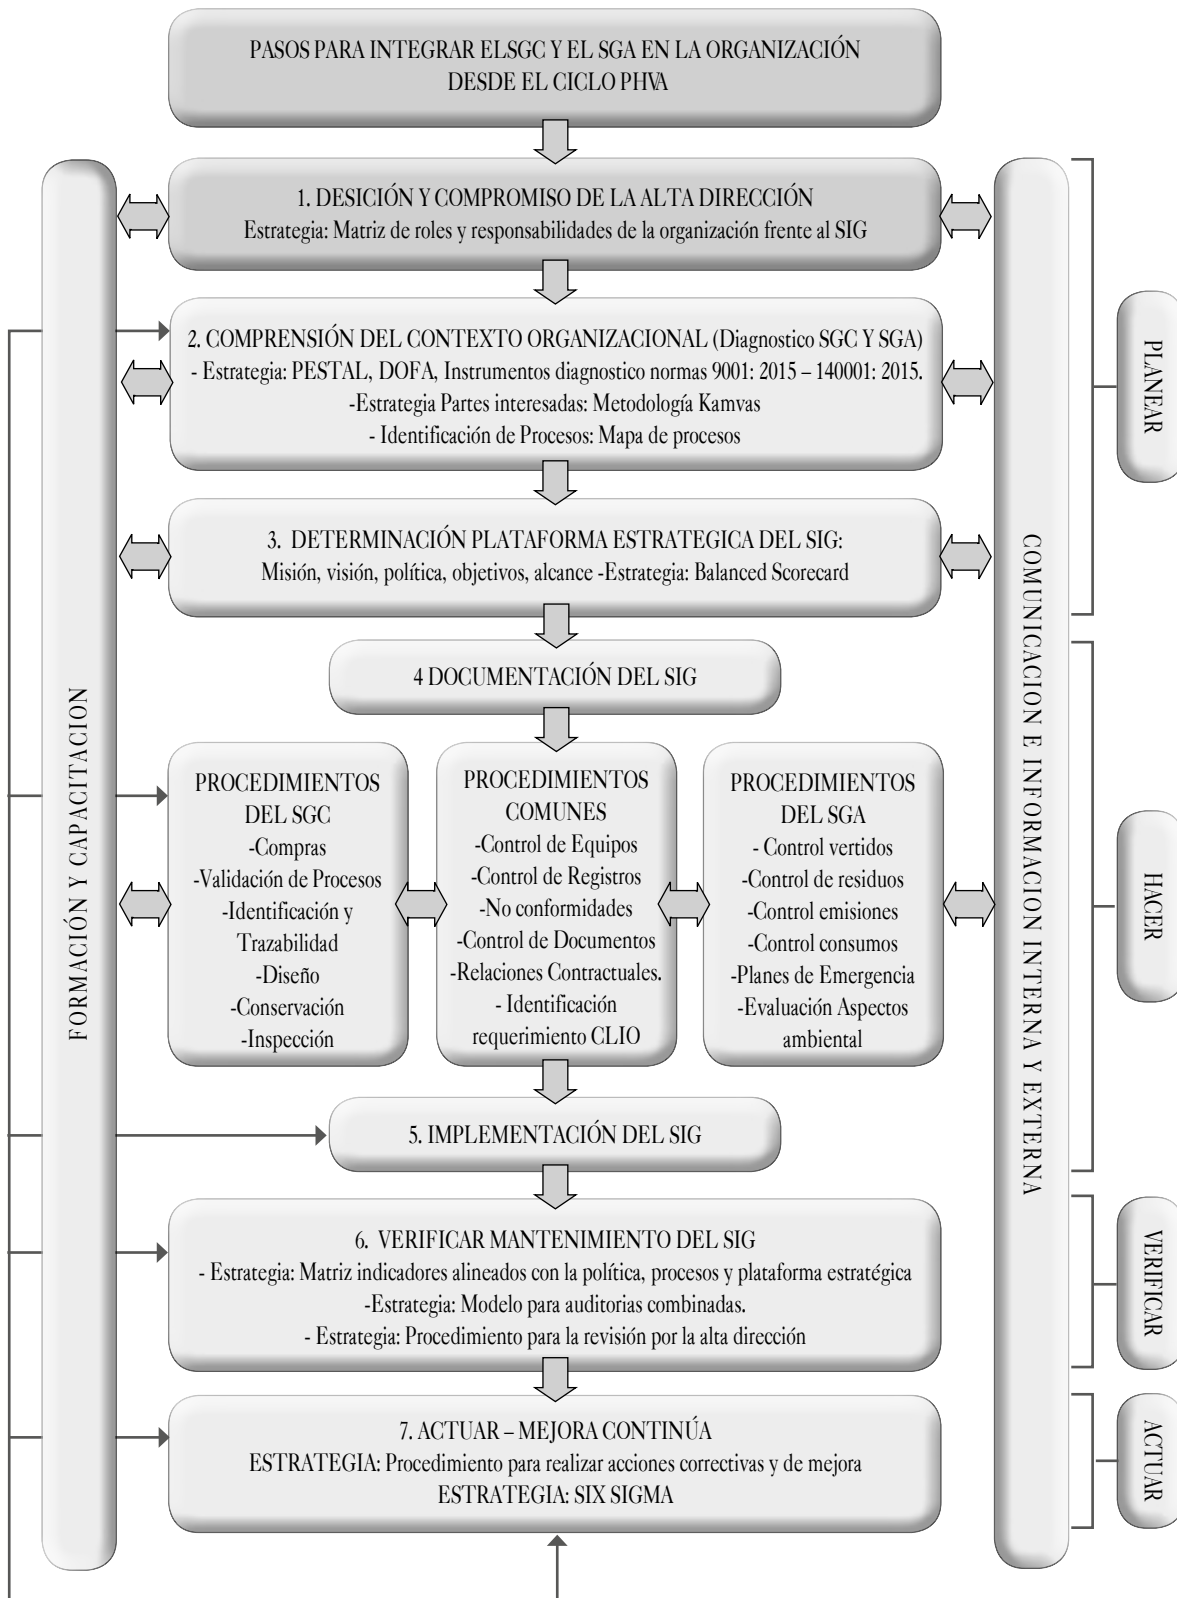 PASOS PARA INTEGRAR ELSGC Y EL SGA EN LA ORGANIZACIÓN
DESDE EL CICLO PHVA
1. DESICIÓN Y COMPROMISO DE LA ALTA DIRECCIÓN
Estrategia: Matriz de roles y responsabilidades de la organización frente al SIG
2. COMPRENSIÓN DEL CONTEXTO ORGANIZACIONAL (Diagnostico SGC Y SGA)
- Estrategia: PESTAL, DOFA, Instrumentos diagnostico normas 9001: 2015 – 140001: 2015.
-Estrategia Partes interesadas: Metodología Kamvas
- Identificación de Procesos: Mapa de procesos
3. DETERMINACIÓN PLATAFORMA ESTRATEGICA DEL SIG:
Misión, visión, política, objetivos, alcance -Estrategia: Balanced Scorecard
4 DOCUMENTACIÓN DEL SIG
PROCEDIMIENTOS
DEL SGC
-Compras
-Validación de Procesos
-Identificación y
Trazabilidad
-Diseño
-Conservación
-Inspección
PROCEDIMIENTOS
COMUNES
-Control de Equipos
-Control de Registros
-No conformidades
-Control de Documentos
-Relaciones Contractuales.
- Identificación
requerimiento CLIO
PROCEDIMIENTOS
DEL SGA
- Control vertidos
-Control de residuos
-Control emisiones
-Control consumos
-Planes de Emergencia
-Evaluación Aspectos
ambiental
5. IMPLEMENTACIÓN DEL SIG
6. VERIFICAR MANTENIMIENTO DEL SIG
- Estrategia: Matriz indicadores alineados con la política, procesos y plataforma estratégica
-Estrategia: Modelo para auditorias combinadas.
- Estrategia: Procedimiento para la revisión por la alta dirección
7. ACTUAR – MEJORA CONTINÚA
ESTRATEGIA: Procedimiento para realizar acciones correctivas y de mejora
ESTRATEGIA: SIX SIGMA
FORMACIÓN Y CAPACITACION
COMUNICACION E INFORMACION INTERNA Y EXTERNA
PLANEAR
HACER
VERIFICAR
ACTUAR